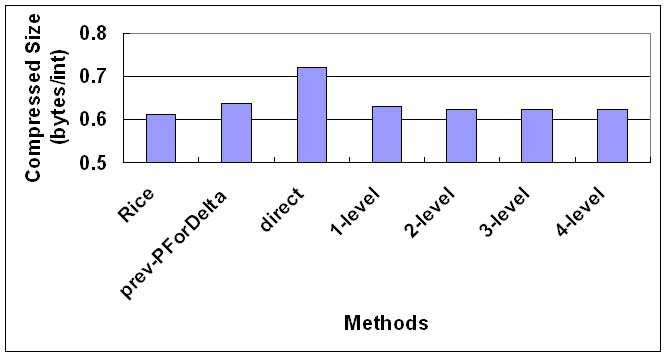 Compressed Size
(bytes/int)
0.8
0.7
0.6
0.5
Rice
prev-PForDelta
direct
1-level
2-level
3-level
4-level
Methods